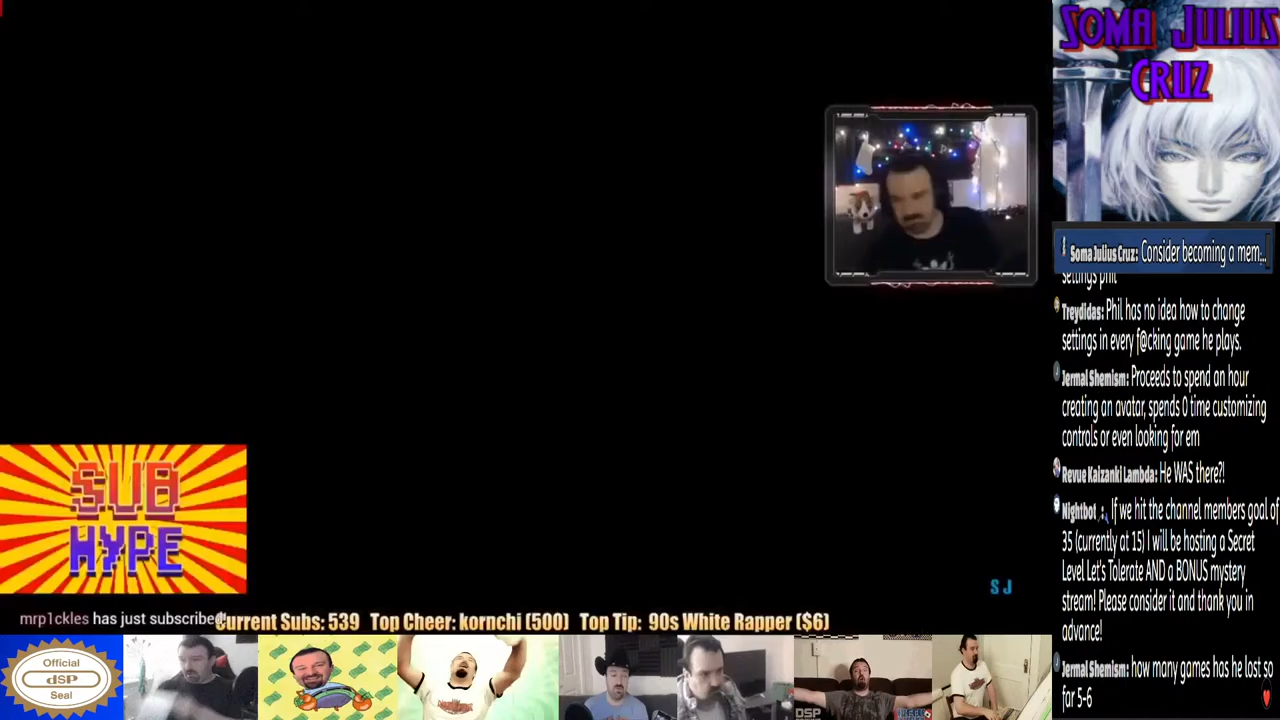 SOMA JULIUS
CRUZ
Soma Julius Cruz: Consider becoming a mem...
settings phil
Treydidas: Phil has no idea how to change
settings in every f@cking game he plays.
Jermal Shemism: Proceeds to spend an hour
creating an avatar, spends 0 time customizing
controls or even looking for em
Revue Kaizanki Lambda: He WAS there?!
Nightbot : If we hit the channel members goal of
35 (currently at 15) I will be hosting a Secret
Level Let's Tolerate AND a BONUS mystery
stream! Please consider it and thank you in
advance!
Jermal Shemism: how many games has he lost so
far 5-6
SUB
HYPE
SJ
mrp1ckles has just subscribed!
Current Subs: 539 Top Cheer: kornchi (500) Top Tip: 90s White Rapper ($6)
Official
dSP
Seal
DSP